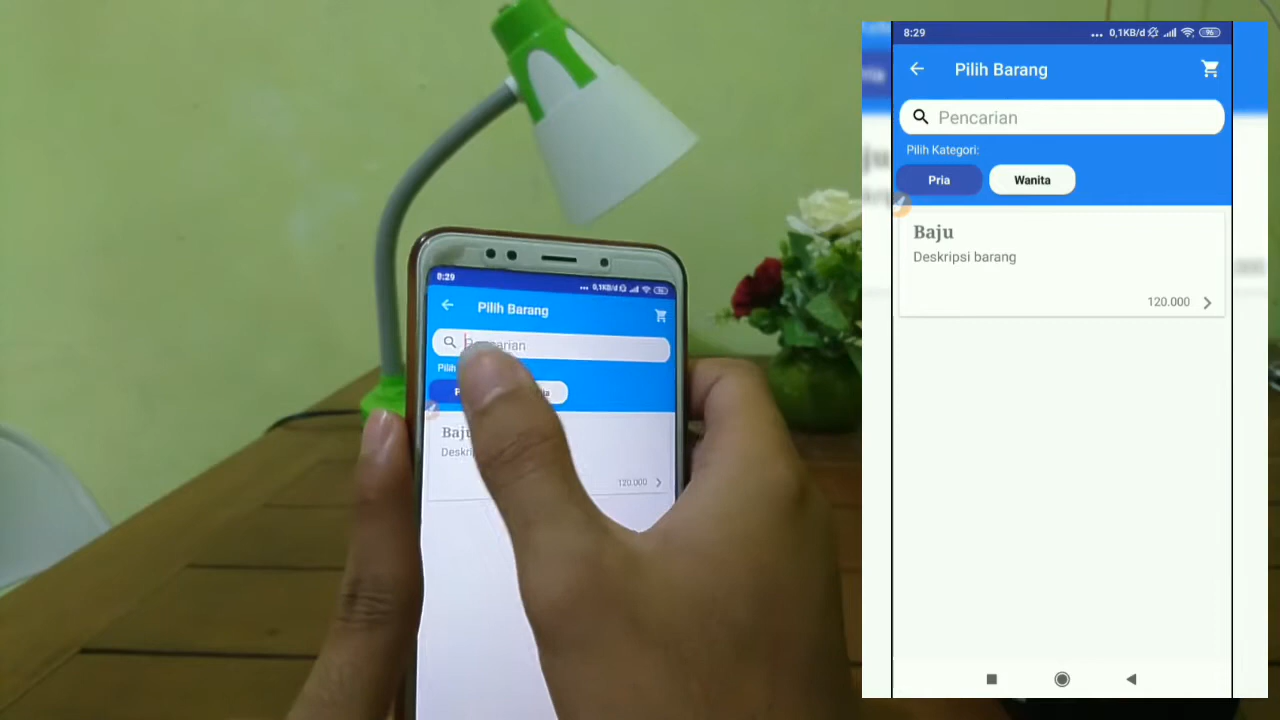 8:29
... 0,1KB/d
Pilih Barang
Pencarian
Pilih
Baju
120.000
8:29
... 0,1KB/d 96
Pilih Barang
Pencarian
Pilih Kategori:
Pria Wanita
Baju
Deskripsi barang
120.000